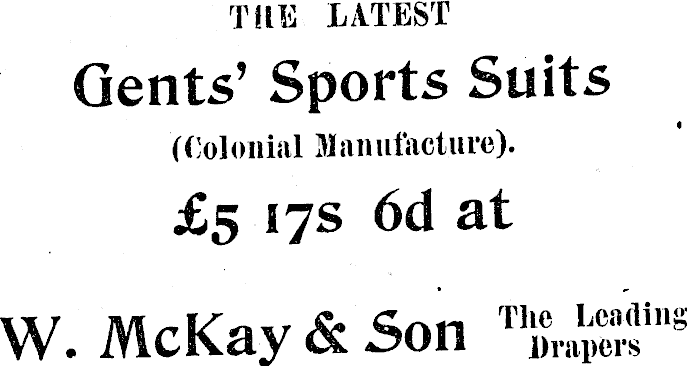 THE LATEST
Gents' Sports Suits
(Colonial Manufacture).
£5 17s 6d at
W. McKay & Son The Leading
Drapers